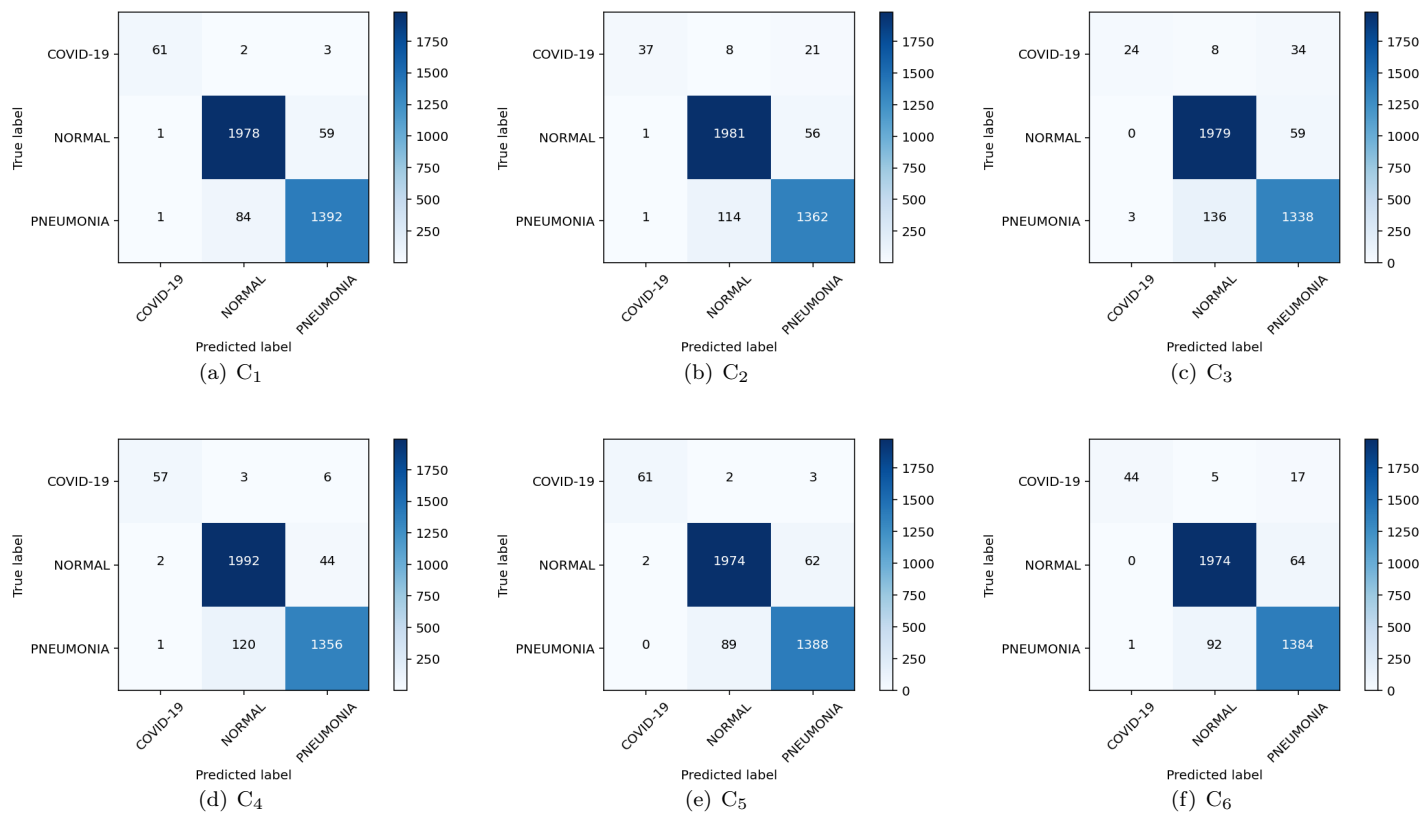 COVID-19 61 2 3
NORMAL 1 1978 59
PNEUMONIA 1 84 1392
True label
COVID-19 NORMAL PNEUMONIA
Predicted label
1750
1500
1250
1000
750
500
250
(a) C₁
COVID-19 37 8 21
NORMAL 1 1981 56
PNEUMONIA 1 114 1362
True label
COVID-19 NORMAL PNEUMONIA
Predicted label
1750
1500
1250
1000
750
500
250
(b) C₂
COVID-19 24 8 34
NORMAL 0 1979 59
PNEUMONIA 3 136 1338
True label
COVID-19 NORMAL PNEUMONIA
Predicted label
1750
1500
1250
1000
750
500
250
0
(c) C₃
COVID-19 57 3 6
NORMAL 2 1992 44
PNEUMONIA 1 120 1356
True label
COVID-19 NORMAL PNEUMONIA
Predicted label
1750
1500
1250
1000
750
500
250
(d) C₄
COVID-19 61 2 3
NORMAL 2 1974 62
PNEUMONIA 0 89 1388
True label
COVID-19 NORMAL PNEUMONIA
Predicted label
1750
1500
1250
1000
750
500
250
0
(e) C₅
COVID-19 44 5 17
NORMAL 0 1974 64
PNEUMONIA 1 92 1384
True label
COVID-19 NORMAL PNEUMONIA
Predicted label
1750
1500
1250
1000
750
500
250
0
(f) C₆